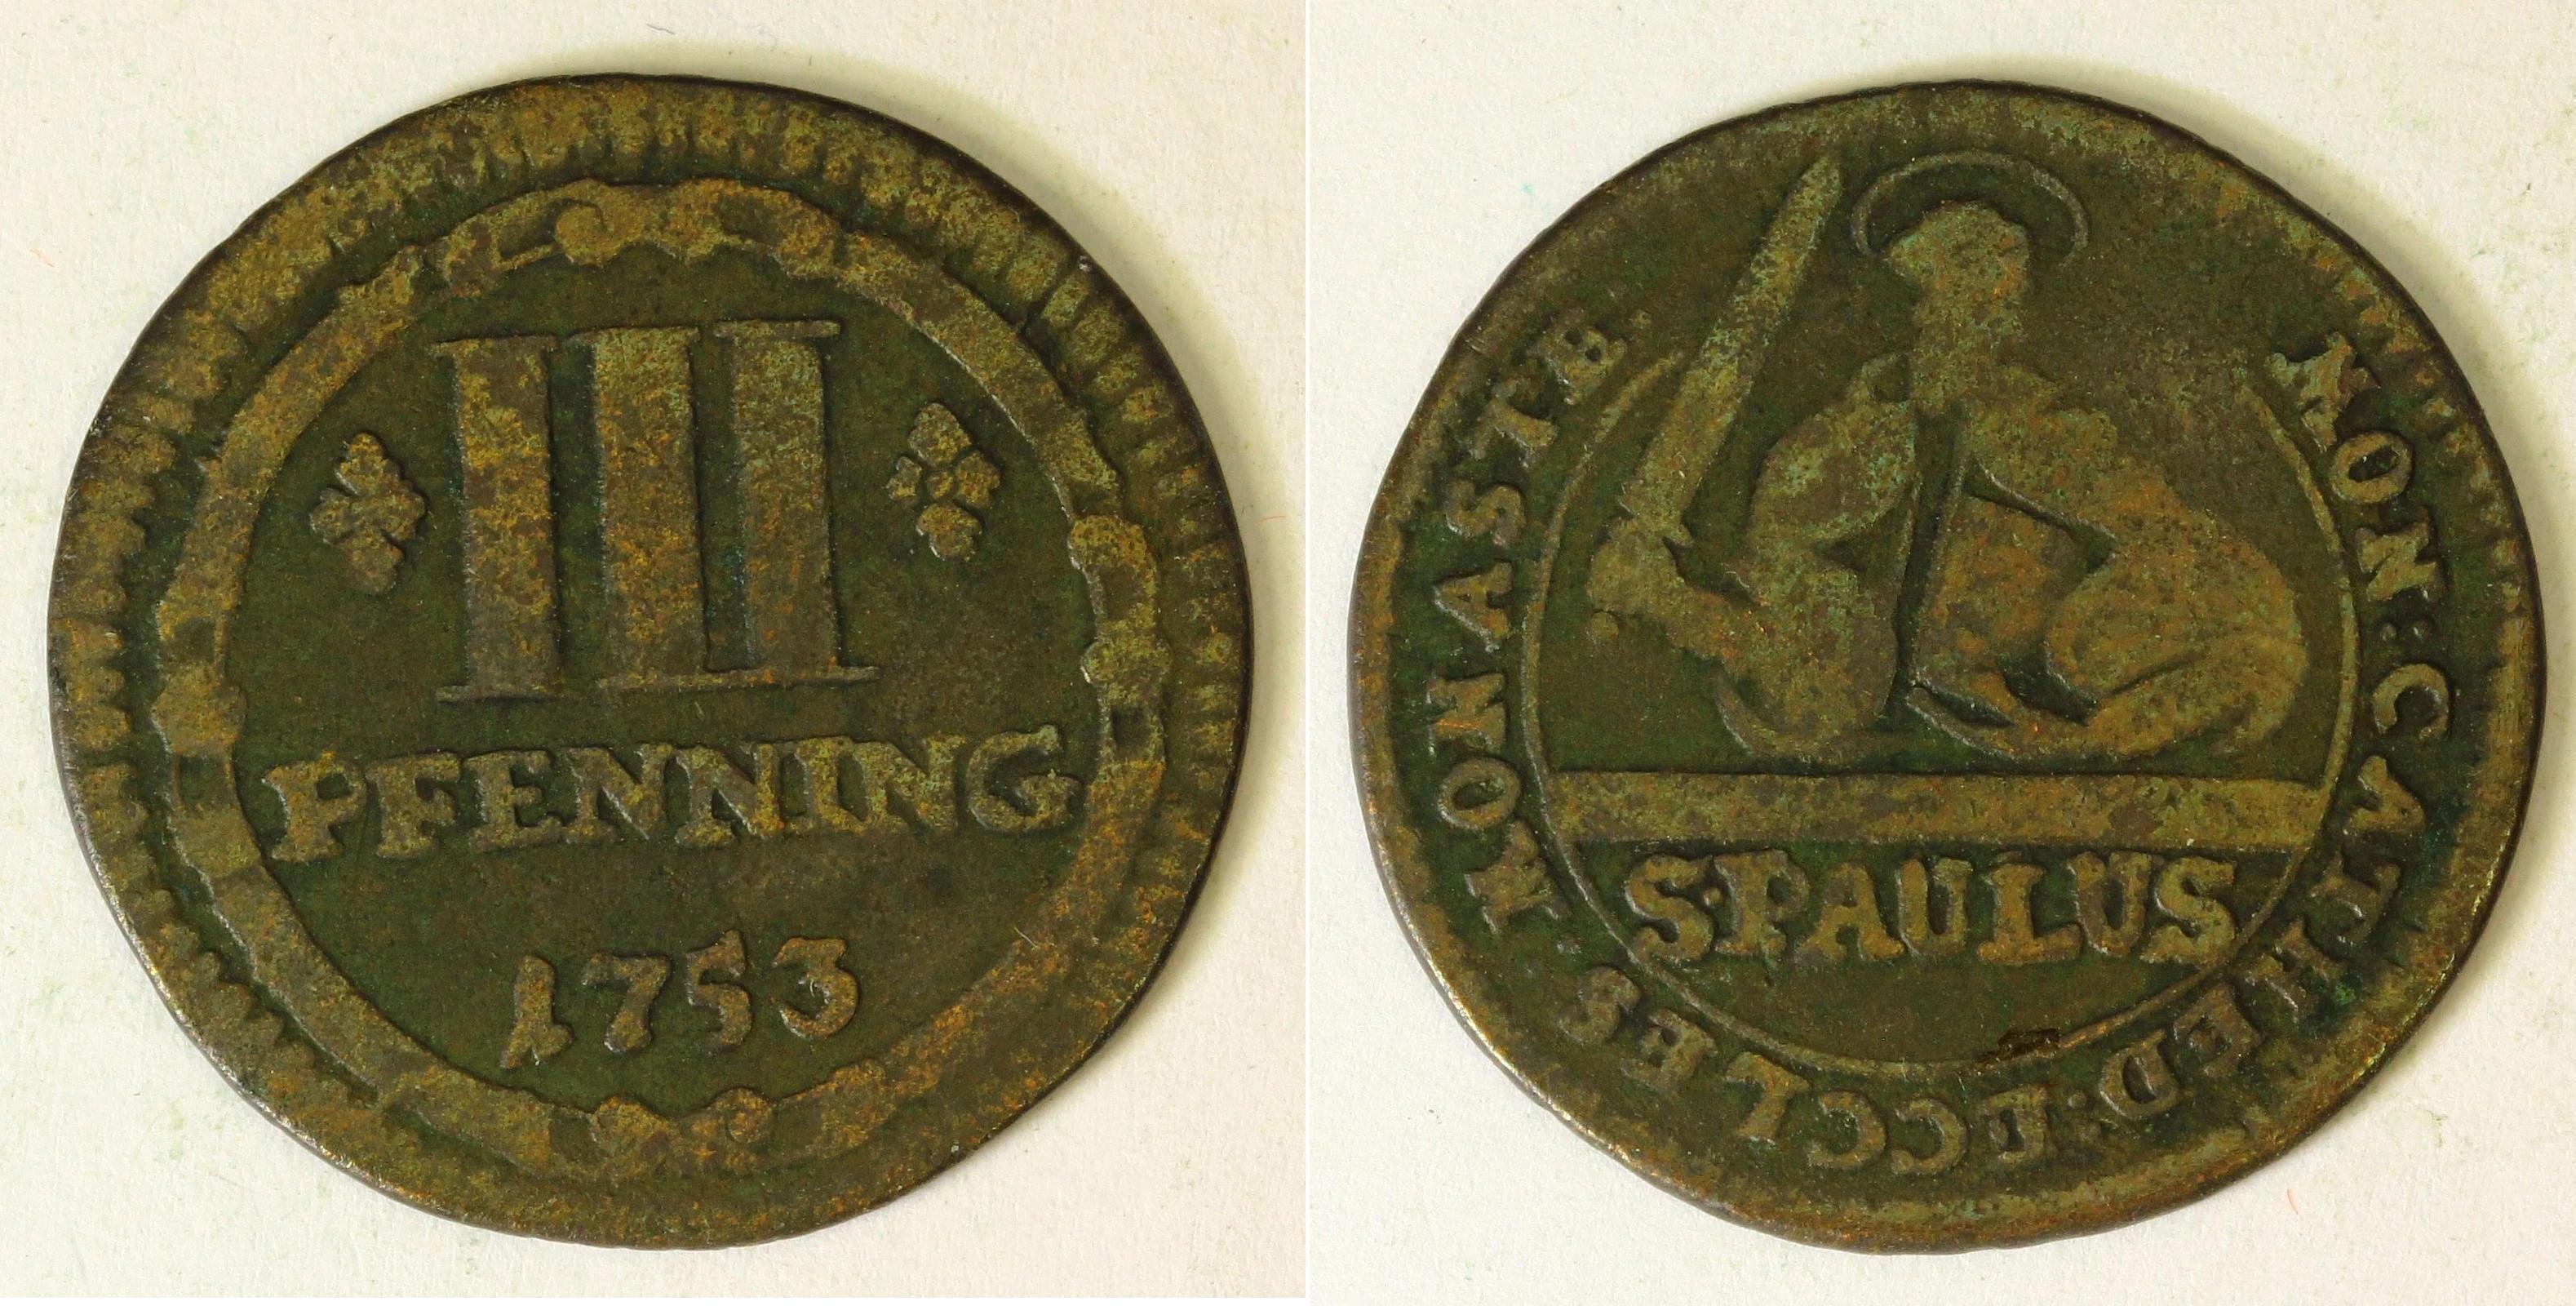 III
PFENNING
1753
MON: CATHED: ECCLES: MONASTE.
S·PAULUS